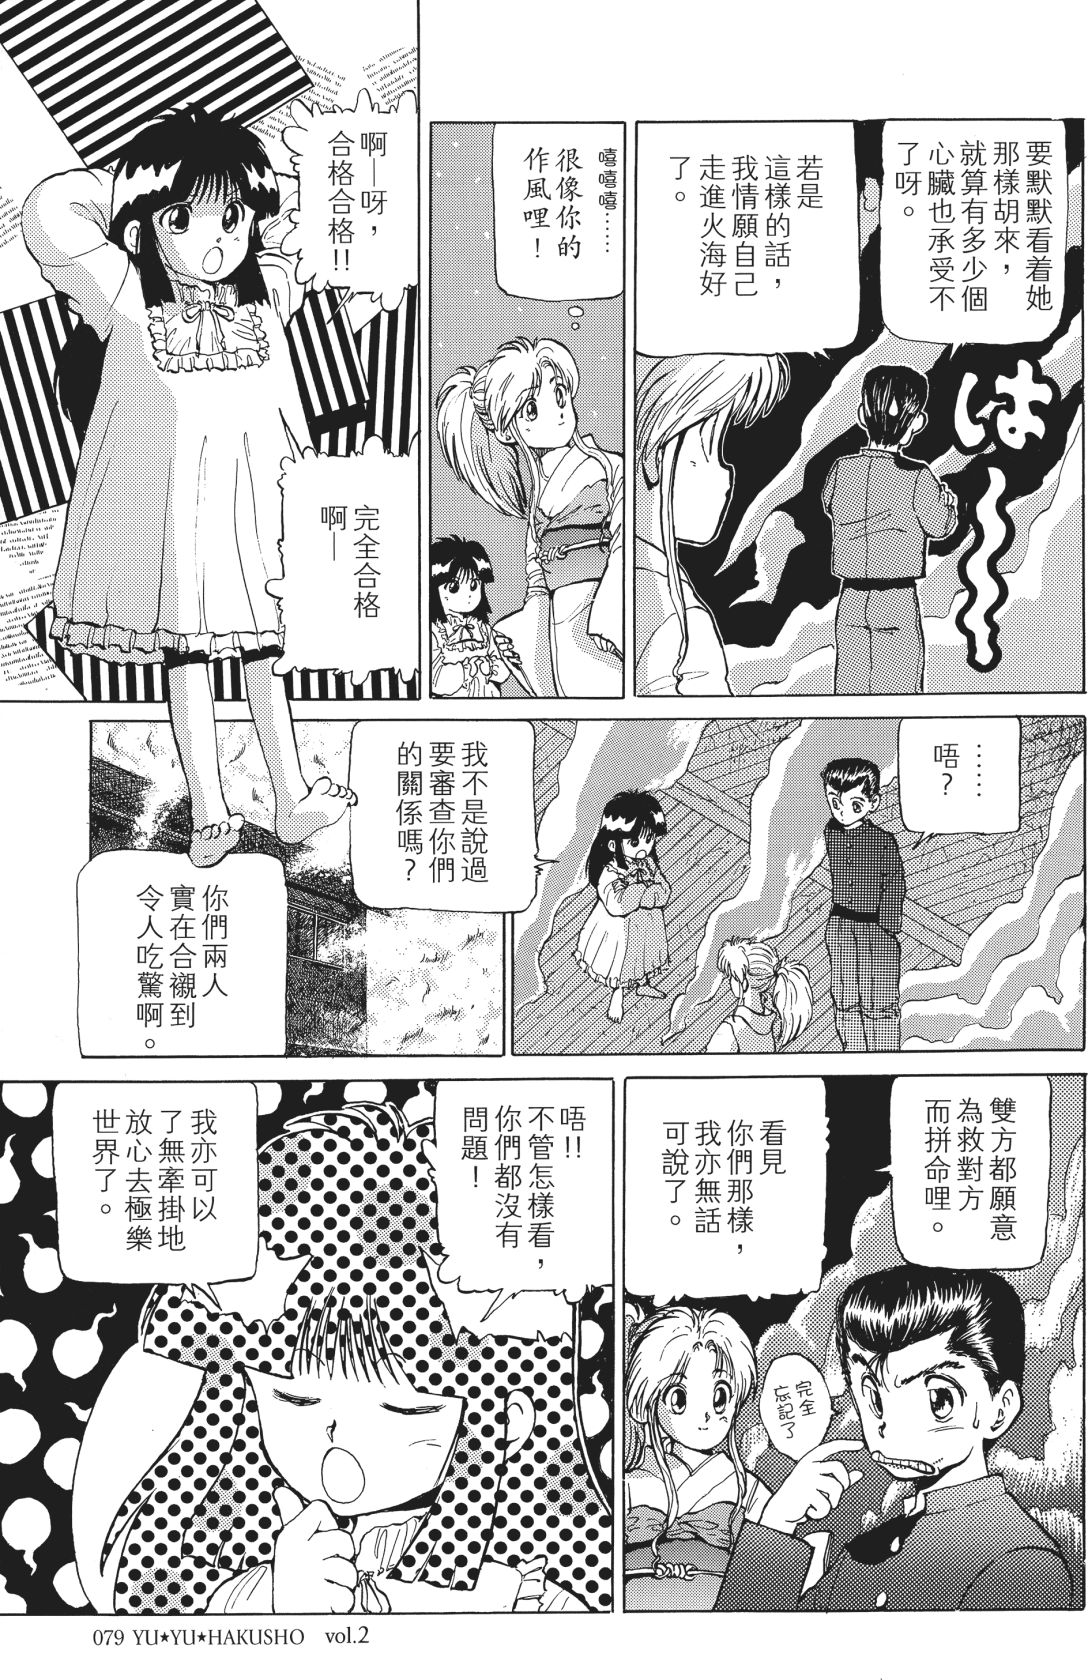 要默默看着她
那樣胡來，
就算有多少個
心臟也承受不
了呀。
若是
這樣的話，
我情願自己
走進火海好
了。
は〜〜
嘻嘻嘻……
很像你的
作風哩！
啊—呀，
合格合格!!
完全合格
啊—
……
唔？
我不是說過
要審查你們
的關係嗎？
你們兩人
實在合襯到
令人吃驚啊。
雙方都願意
為救對方
而拼命哩。
看見
你們那樣，
我亦無話
可說了。
完全
忘記了
唔!!
不管怎樣看，
你們都沒有
問題！
我亦可以
了無牽掛地
放心去極樂
世界了。
079 YU★YU★HAKUSHO vol.2